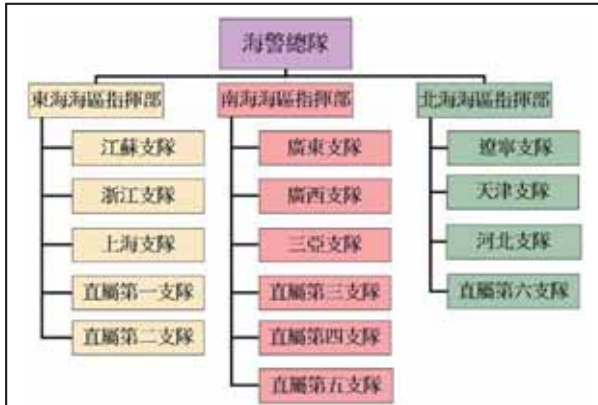 海警總隊
東海海區指揮部
江蘇支隊
浙江支隊
上海支隊
直屬第一支隊
直屬第二支隊
南海海區指揮部
廣東支隊
廣西支隊
三亞支隊
直屬第三支隊
直屬第四支隊
直屬第五支隊
北海海區指揮部
遼寧支隊
天津支隊
河北支隊
直屬第六支隊